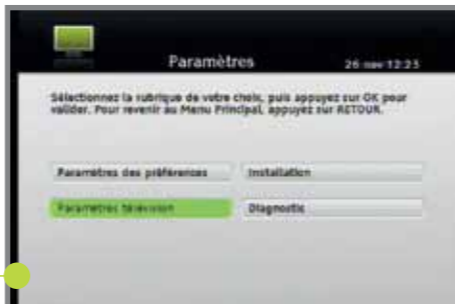 Paramètres
26 nov 12:23
Sélectionnez la rubrique de votre choix, puis appuyez sur OK pour
valider. Pour revenir au Menu Principal, appuyez sur RETOUR.
Paramètres des préférences
Installation
Paramètres télévision
Diagnostic